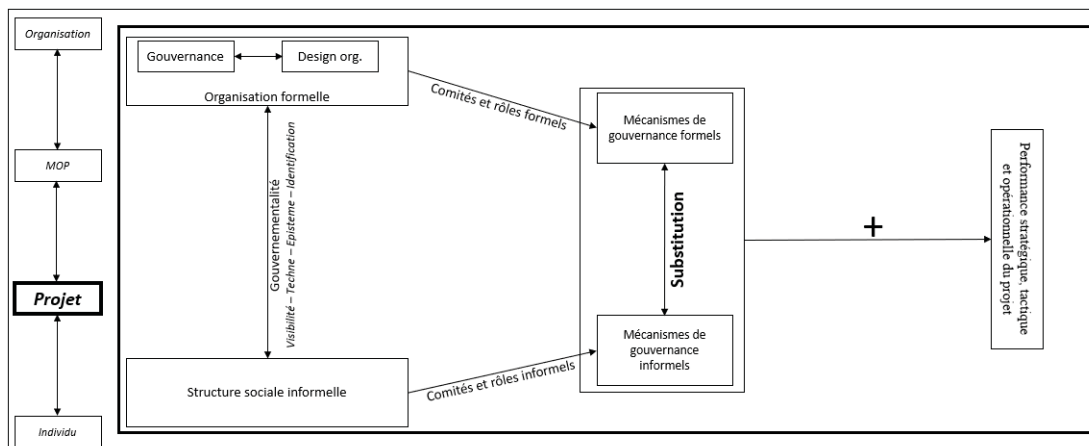 Organisation
MOP
Projet
Individu
Gouvernance
Design org.
Organisation formelle
Gouvernementalité
Visibilité – Techne – Episteme – Identification
Structure sociale informelle
Comités et rôles formels
Comités et rôles informels
Mécanismes de
gouvernance formels
Substitution
Mécanismes de
gouvernance
informels
+
Performance stratégique, tactique
et opérationnelle du projet